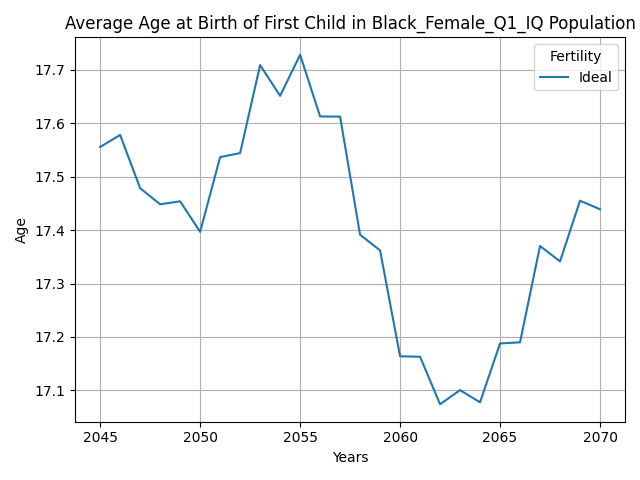 Average Age at Birth of First Child in Black_Female_Q1_IQ Population
Fertility
Ideal
17.7
17.6
17.5
17.4
17.3
17.2
17.1
Age
2045 2050 2055 2060 2065 2070
Years